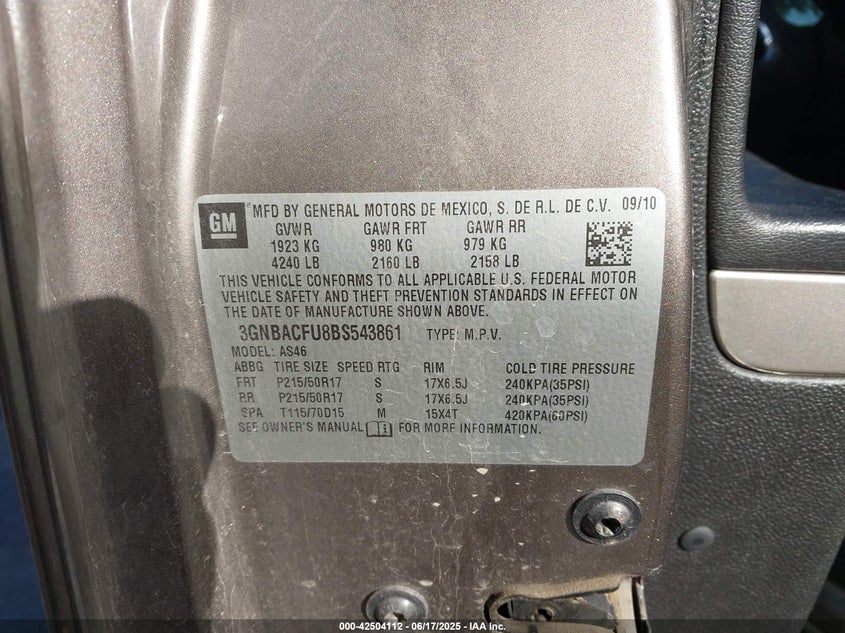 GM
MFD BY GENERAL MOTORS DE MEXICO, S. DE R.L. DE C.V. 09/10
GVWR GAWR FRT GAWR RR
1923 KG 980 KG 979 KG
4240 LB 2160 LB 2158 LB
THIS VEHICLE CONFORMS TO ALL APPLICABLE U.S. FEDERAL MOTOR
VEHICLE SAFETY AND THEFT PREVENTION STANDARDS IN EFFECT ON
THE DATE OF MANUFACTURE SHOWN ABOVE.
3GNBACFU8BS543861 TYPE: M.P.V.
MODEL: AS46
ABBG TIRE SIZE SPEED RTG RIM COLD TIRE PRESSURE
FRT P215/50R17 S 17X6.5J 240KPA(35PSI)
RR P215/50R17 S 17X6.5J 240KPA(35PSI)
SPA T115/70D15 M 15X4T 420KPA(60PSI)
SEE OWNER'S MANUAL FOR MORE INFORMATION.
000-42504112 - 06/17/2025 - IAA Inc.